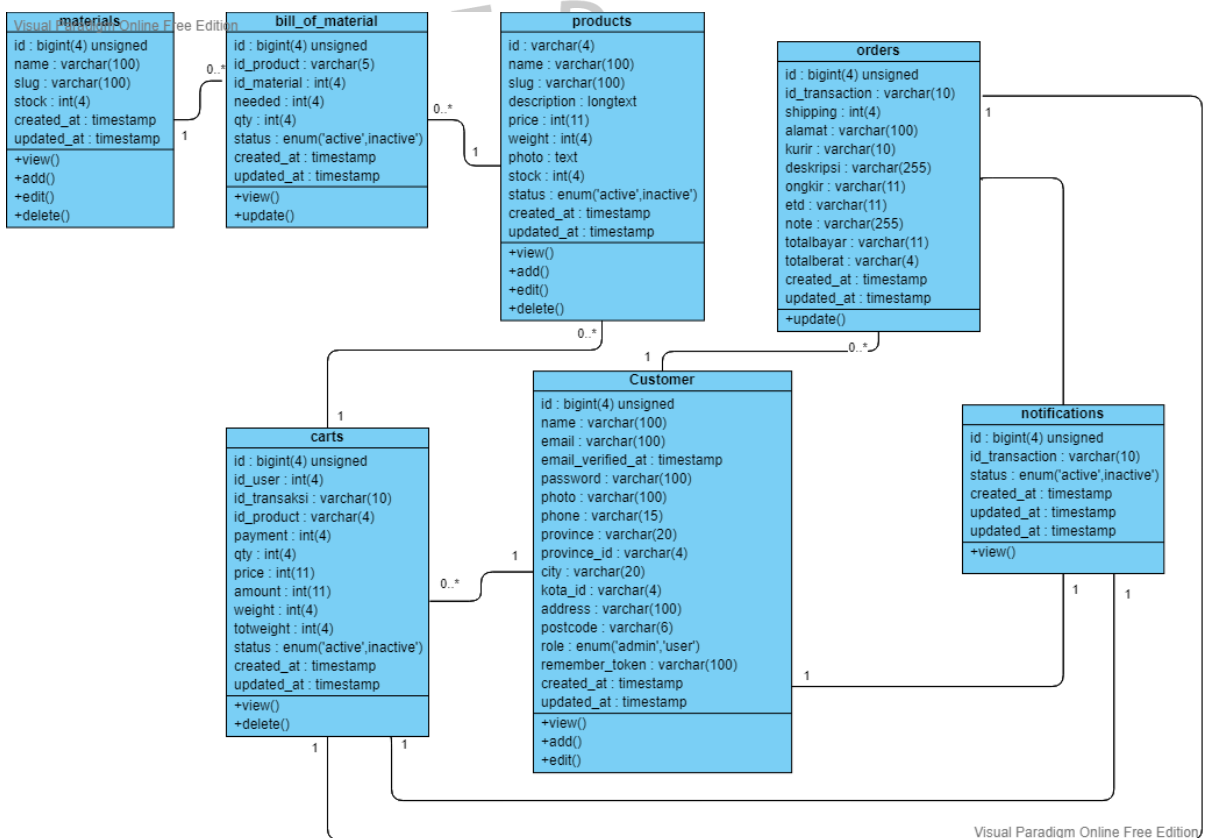 Visual Paradigm Online Free Edition
materials
id : bigint(4) unsigned
name : varchar(100)
slug : varchar(100)
stock : int(4)
created_at : timestamp
updated_at : timestamp
+view()
+add()
+edit()
+delete()
0..*
1
bill_of_material
id : bigint(4) unsigned
id_product : varchar(5)
id_material : int(4)
needed : int(4)
qty : int(4)
status : enum('active',inactive')
created_at : timestamp
updated_at : timestamp
+view()
+update()
0..*
1
products
id : varchar(4)
name : varchar(100)
slug : varchar(100)
description : longtext
price : int(11)
weight : int(4)
photo : text
stock : int(4)
status : enum('active',inactive')
created_at : timestamp
updated_at : timestamp
+view()
+add()
+edit()
+delete()
0..*
1
orders
id : bigint(4) unsigned
id_transaction : varchar(10)
shipping : int(4)
alamat : varchar(100)
kurir : varchar(10)
deskripsi : varchar(255)
ongkir : varchar(11)
etd : varchar(11)
note : varchar(255)
totalbayar : varchar(11)
totalberat : varchar(4)
created_at : timestamp
updated_at : timestamp
+update()
1
0..*
1
carts
id : bigint(4) unsigned
id_user : int(4)
id_transaksi : varchar(10)
id_product : varchar(4)
payment : int(4)
qty : int(4)
price : int(11)
amount : int(11)
weight : int(4)
totweight : int(4)
status : enum('active',inactive')
created_at : timestamp
updated_at : timestamp
+view()
+delete()
0..*
1
1
1
Customer
id : bigint(4) unsigned
name : varchar(100)
email : varchar(100)
email_verified_at : timestamp
password : varchar(100)
photo : varchar(100)
phone : varchar(15)
province : varchar(20)
province_id : varchar(4)
city : varchar(20)
kota_id : varchar(4)
address : varchar(100)
postcode : varchar(6)
role : enum('admin','user')
remember_token : varchar(100)
created_at : timestamp
updated_at : timestamp
+view()
+add()
+edit()
1
notifications
id : bigint(4) unsigned
id_transaction : varchar(10)
status : enum('active',inactive')
created_at : timestamp
updated_at : timestamp
updated_at : timestamp
+view()
1
1
Visual Paradigm Online Free Edition